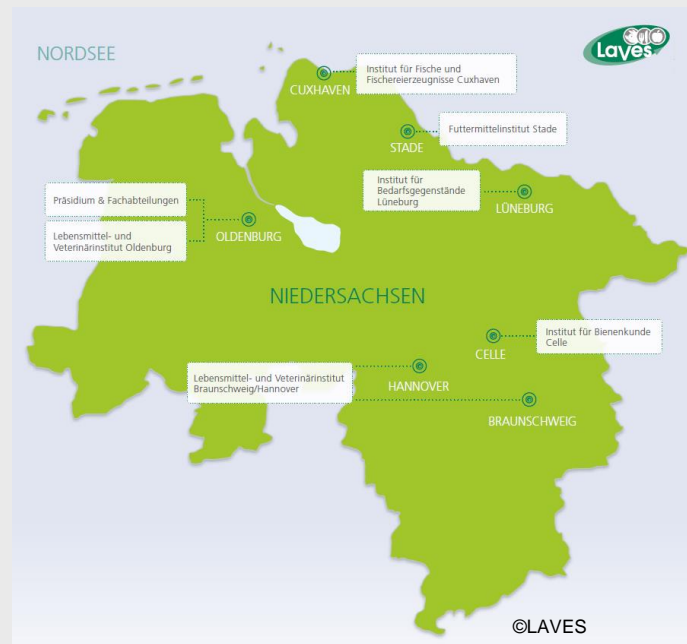 NORDSEE
Laves
Institut für Fische und
Fischereierzeugnisse Cuxhaven
CUXHAVEN
Futtermittelinstitut Stade
STADE
Institut für
Bedarfsgegenstände
Lüneburg
LÜNEBURG
Präsidium & Fachabteilungen
Lebensmittel- und
Veterinärinstitut Oldenburg
OLDENBURG
NIEDERSACHSEN
Institut für Bienenkunde
Celle
CELLE
Lebensmittel- und Veterinärinstitut
Braunschweig/Hannover
HANNOVER
BRAUNSCHWEIG
©LAVES